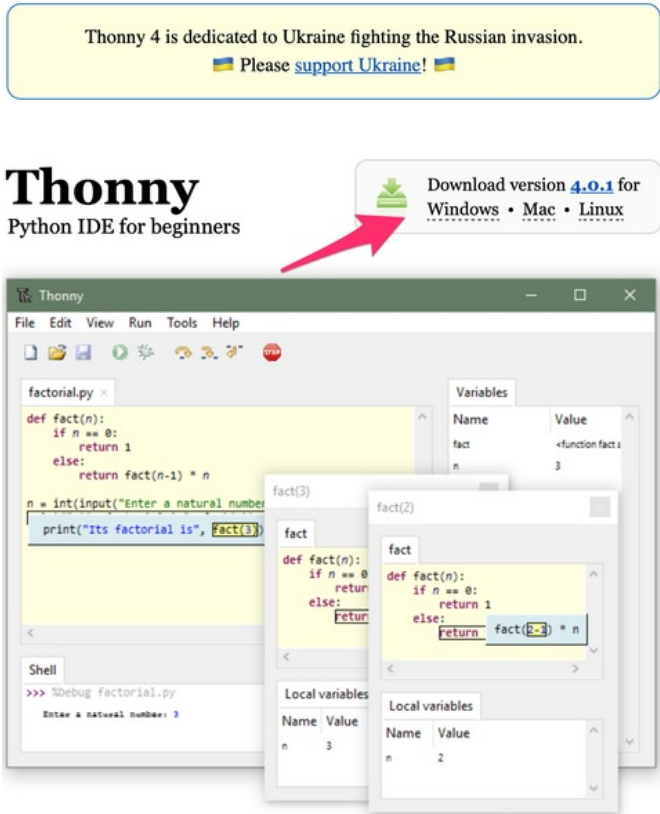 Thonny 4 is dedicated to Ukraine fighting the Russian invasion.
🇺🇦 Please support Ukraine! 🇺🇦
Thonny
Python IDE for beginners
Download version 4.0.1 for
Windows • Mac • Linux
Thonny
File Edit View Run Tools Help
STOP
factorial.py ×
def fact(n):
    if n == 0:
        return 1
    else:
        return fact(n-1) * n
n = int(input("Enter a natural number
print("Its factorial is", fact(3))
Variables
Name Value
fact <function fact a
n 3
fact(3)
fact
def fact(n):
    if n == 0
        retur
    else:
        retur
Local variables
Name Value
n 3
fact(2)
fact
def fact(n):
    if n == 0:
        return 1
    else:
        return fact(2-1) * n
Local variables
Name Value
n 2
Shell
>>> %Debug factorial.py
Enter a natural number: 3